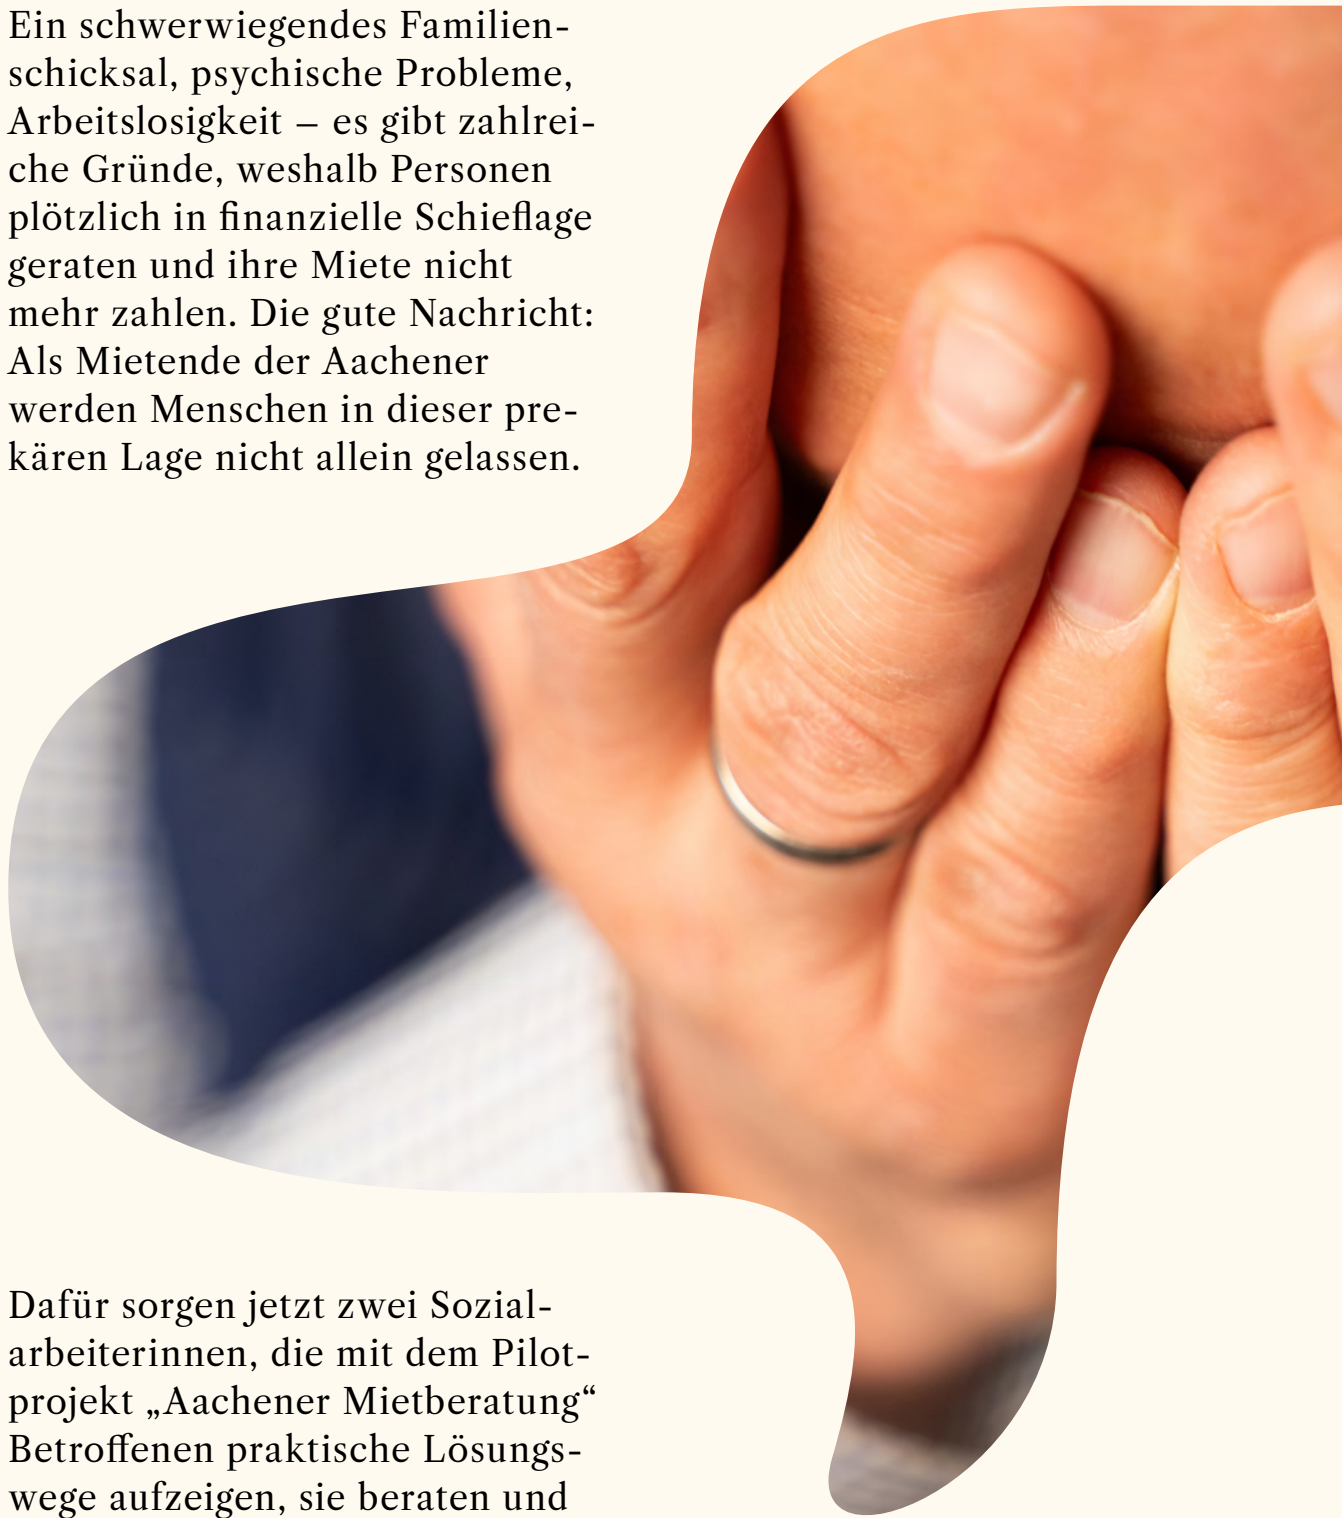 Ein schwerwiegendes Familien-
schicksal, psychische Probleme,
Arbeitslosigkeit – es gibt zahlrei-
che Gründe, weshalb Personen
plötzlich in finanzielle Schieflage
geraten und ihre Miete nicht
mehr zahlen. Die gute Nachricht:
Als Mietende der Aachener
werden Menschen in dieser pre-
kären Lage nicht allein gelassen.
Dafür sorgen jetzt zwei Sozial-
arbeiterinnen, die mit dem Pilot-
projekt „Aachener Mietberatung“
Betroffenen praktische Lösungs-
wege aufzeigen, sie beraten und